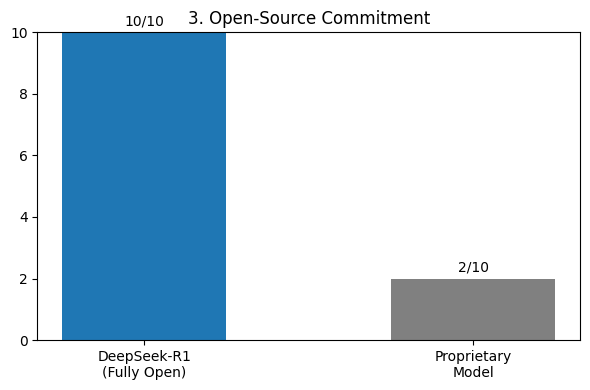 3. Open-Source Commitment
10/10
10
8
6
4
2/10
2
0
DeepSeek-R1
(Fully Open)
Proprietary
Model